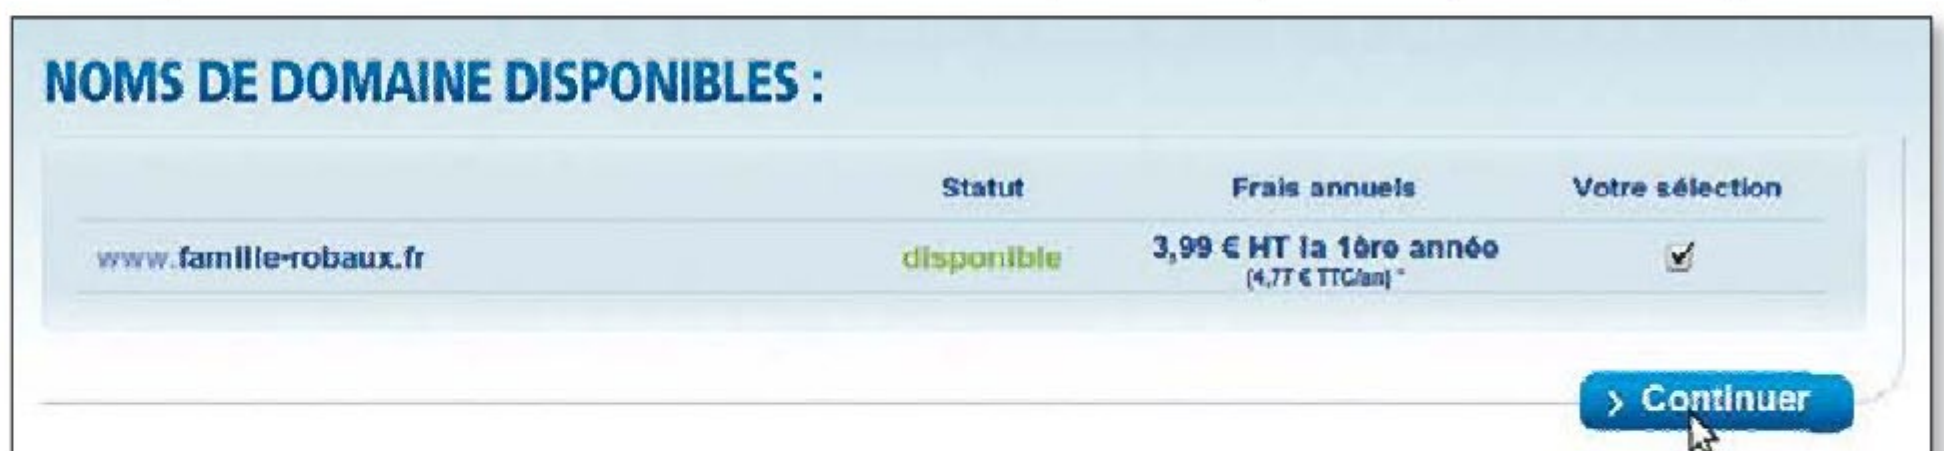 NOMS DE DOMAINE DISPONIBLES :
Statut Frais annuels Votre sélection
www.famille-robaux.fr disponible 3,99 € HT la 1ère année
(4,77 € TTC/an) *
> Continuer